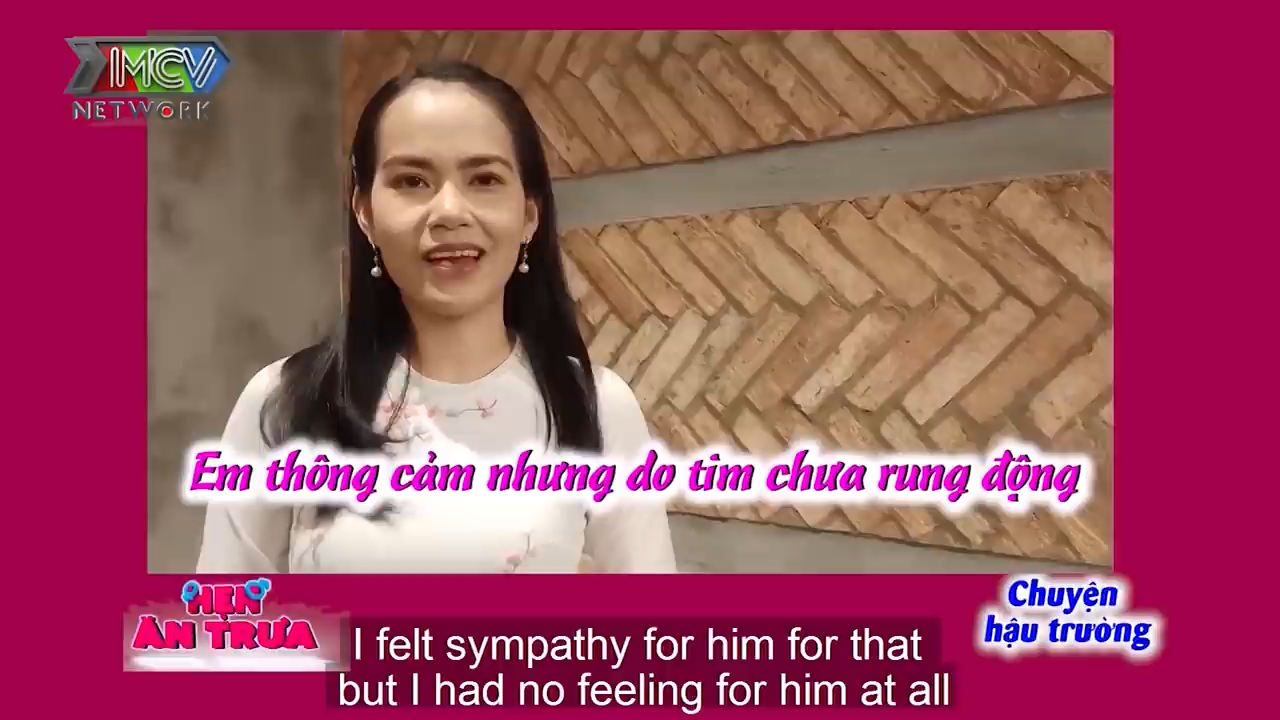 MCV
NETWORK
Em thông cảm nhưng do tim chưa rung động
HẸN
ĂN TRƯA
Chuyện
hậu trường
I felt sympathy for him for that
but I had no feeling for him at all